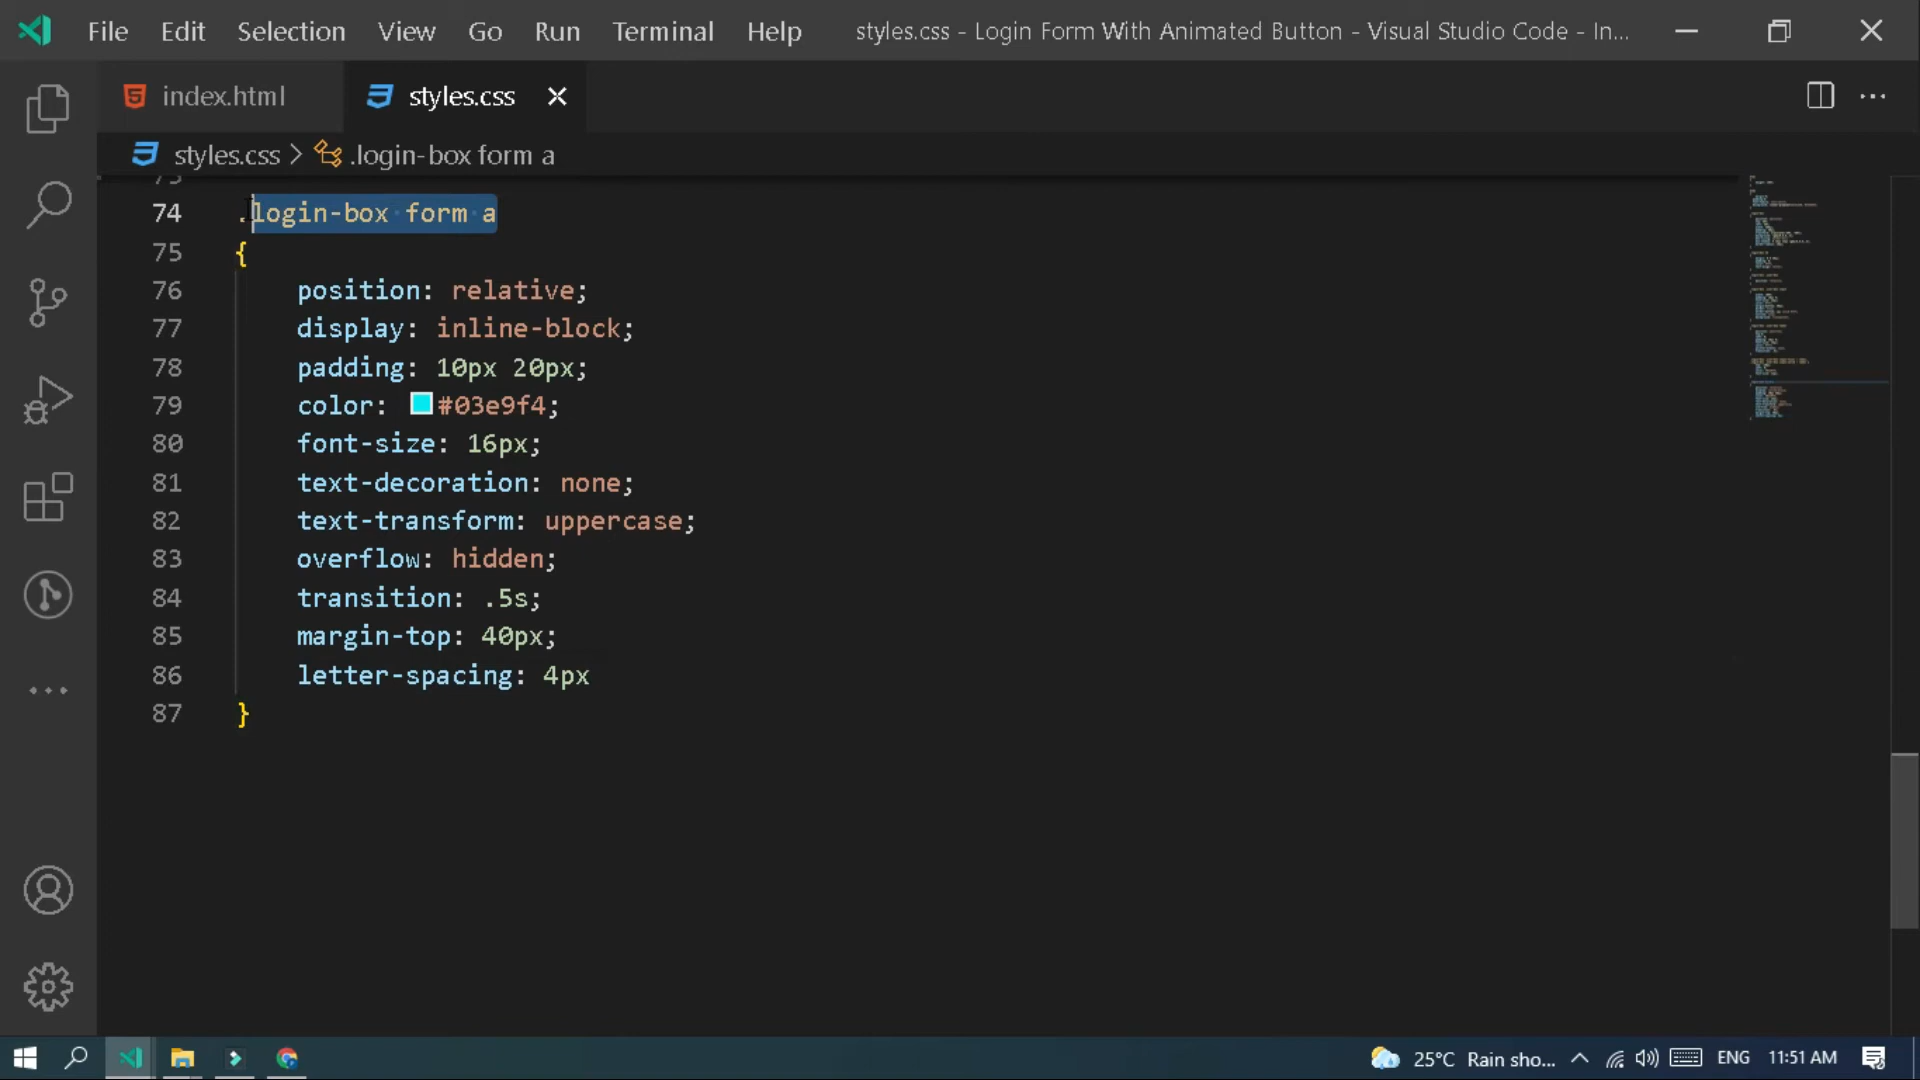 File Edit Selection View Go Run Terminal Help styles.css - Login Form With Animated Button - Visual Studio Code - In...
index.html styles.css
styles.css > .login-box form a
73
74 .login-box form a
75 {
76 position: relative;
77 display: inline-block;
78 padding: 10px 20px;
79 color: #03e9f4;
80 font-size: 16px;
81 text-decoration: none;
82 text-transform: uppercase;
83 overflow: hidden;
84 transition: .5s;
85 margin-top: 40px;
86 letter-spacing: 4px
87 }
25°C Rain sho... ENG 11:51 AM